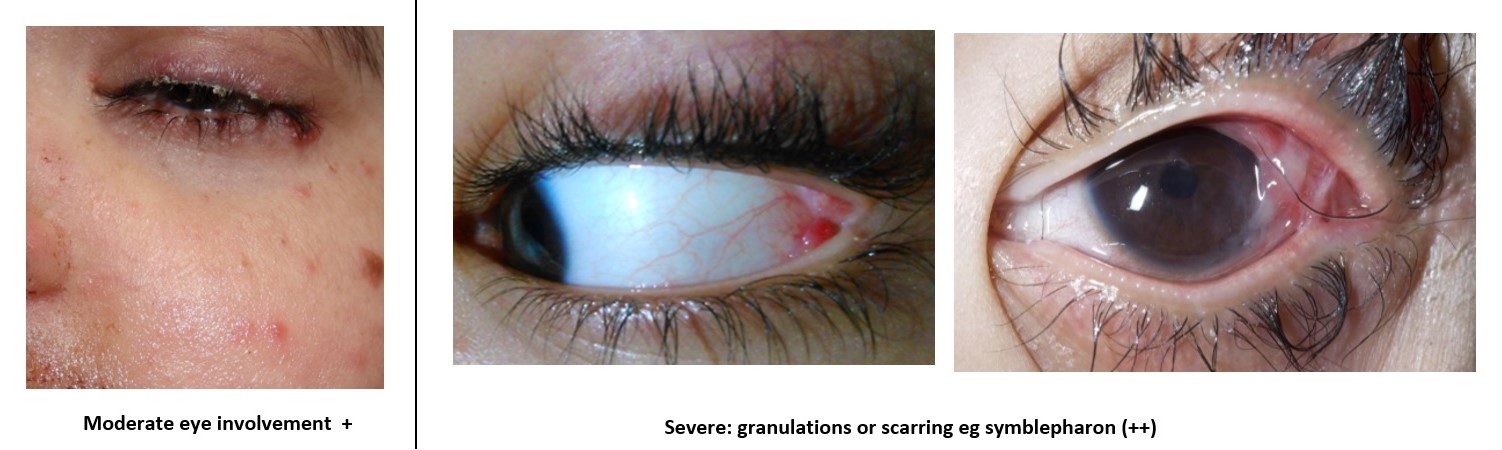 Moderate eye involvement +
Severe: granulations or scarring eg symblepharon (++)